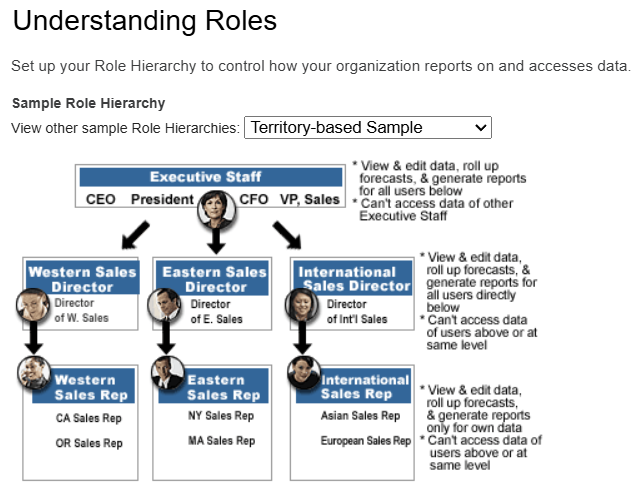 Understanding Roles
Set up your Role Hierarchy to control how your organization reports on and accesses data.
Sample Role Hierarchy
View other sample Role Hierarchies: Territory-based Sample
Executive Staff
CEO President CFO VP, Sales
* View & edit data, roll up
forecasts, & generate reports
for all users below
* Can't access data of other
Executive Staff
Western Sales
Director
Director
of W. Sales
Eastern Sales
Director
Director
of E. Sales
International
Sales Director
Director
of Int'l Sales
* View & edit data,
roll up forecasts, &
generate reports for
all users directly
below
* Can't access data
of users above or at
same level
Western
Sales Rep
CA Sales Rep
OR Sales Rep
Eastern
Sales Rep
NY Sales Rep
MA Sales Rep
International
Sales Rep
Asian Sales Rep
European Sales Rep
* View & edit data,
roll up forecasts,
& generate reports
only for own data
* Can't access data of
users above or at
same level